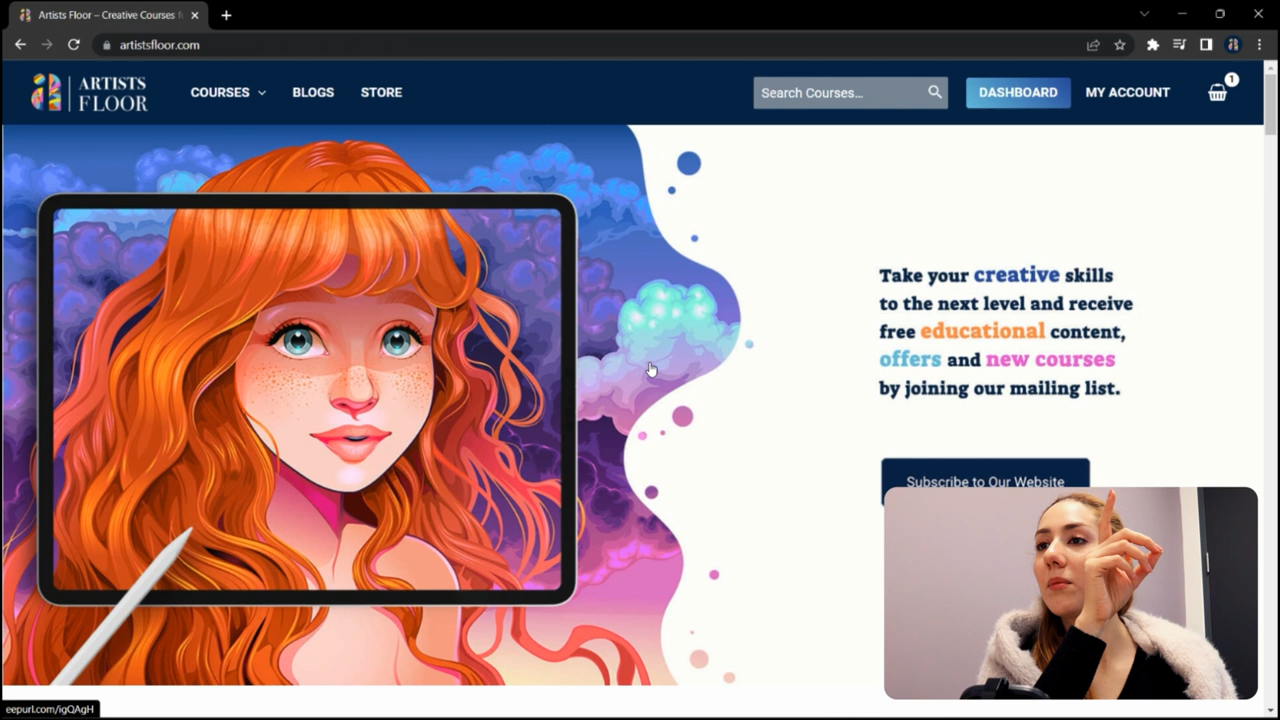 Artists Floor – Creative Courses f
artistsfloor.com
ARTISTS
FLOOR
COURSES
BLOGS
STORE
Search Courses...
DASHBOARD
MY ACCOUNT
1
Take your creative skills
to the next level and receive
free educational content,
offers and new courses
by joining our mailing list.
Subscribe to Our Website
eepurl.com/igQAgH